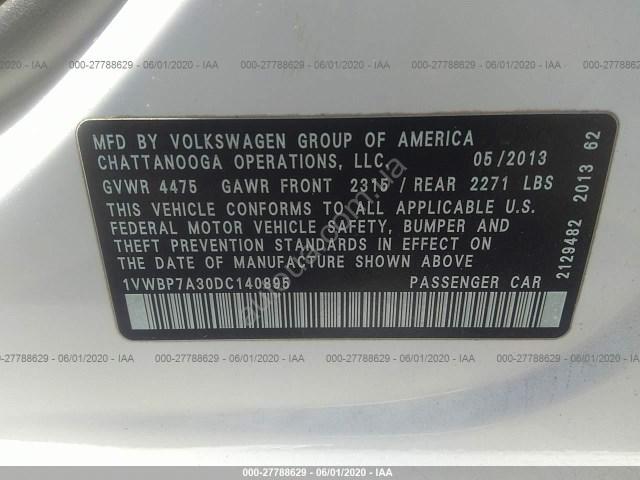 000-27788629 - 06/01/2020 - IAA 000-27788629 - 06/01/2020 - IAA 000-27788629 - 06/01/2020 - IAA
MFD BY VOLKSWAGEN GROUP OF AMERICA
CHATTANOOGA OPERATIONS, LLC. 05/2013
GVWR 4475 GAWR FRONT 2315 / REAR 2271 LBS
THIS VEHICLE CONFORMS TO ALL APPLICABLE U.S.
FEDERAL MOTOR VEHICLE SAFETY, BUMPER AND
THEFT PREVENTION STANDARDS IN EFFECT ON
THE DATE OF MANUFACTURE SHOWN ABOVE
1VWBP7A30DC140895 PASSENGER CAR
2129482 2013 62
000-27788629 - 06/01/2020 - IAA 000-27788629 - 06/01/2020 - IAA 000-27788629 - 06/01/2020 - IAA
000-27788629 - 06/01/2020 - IAA